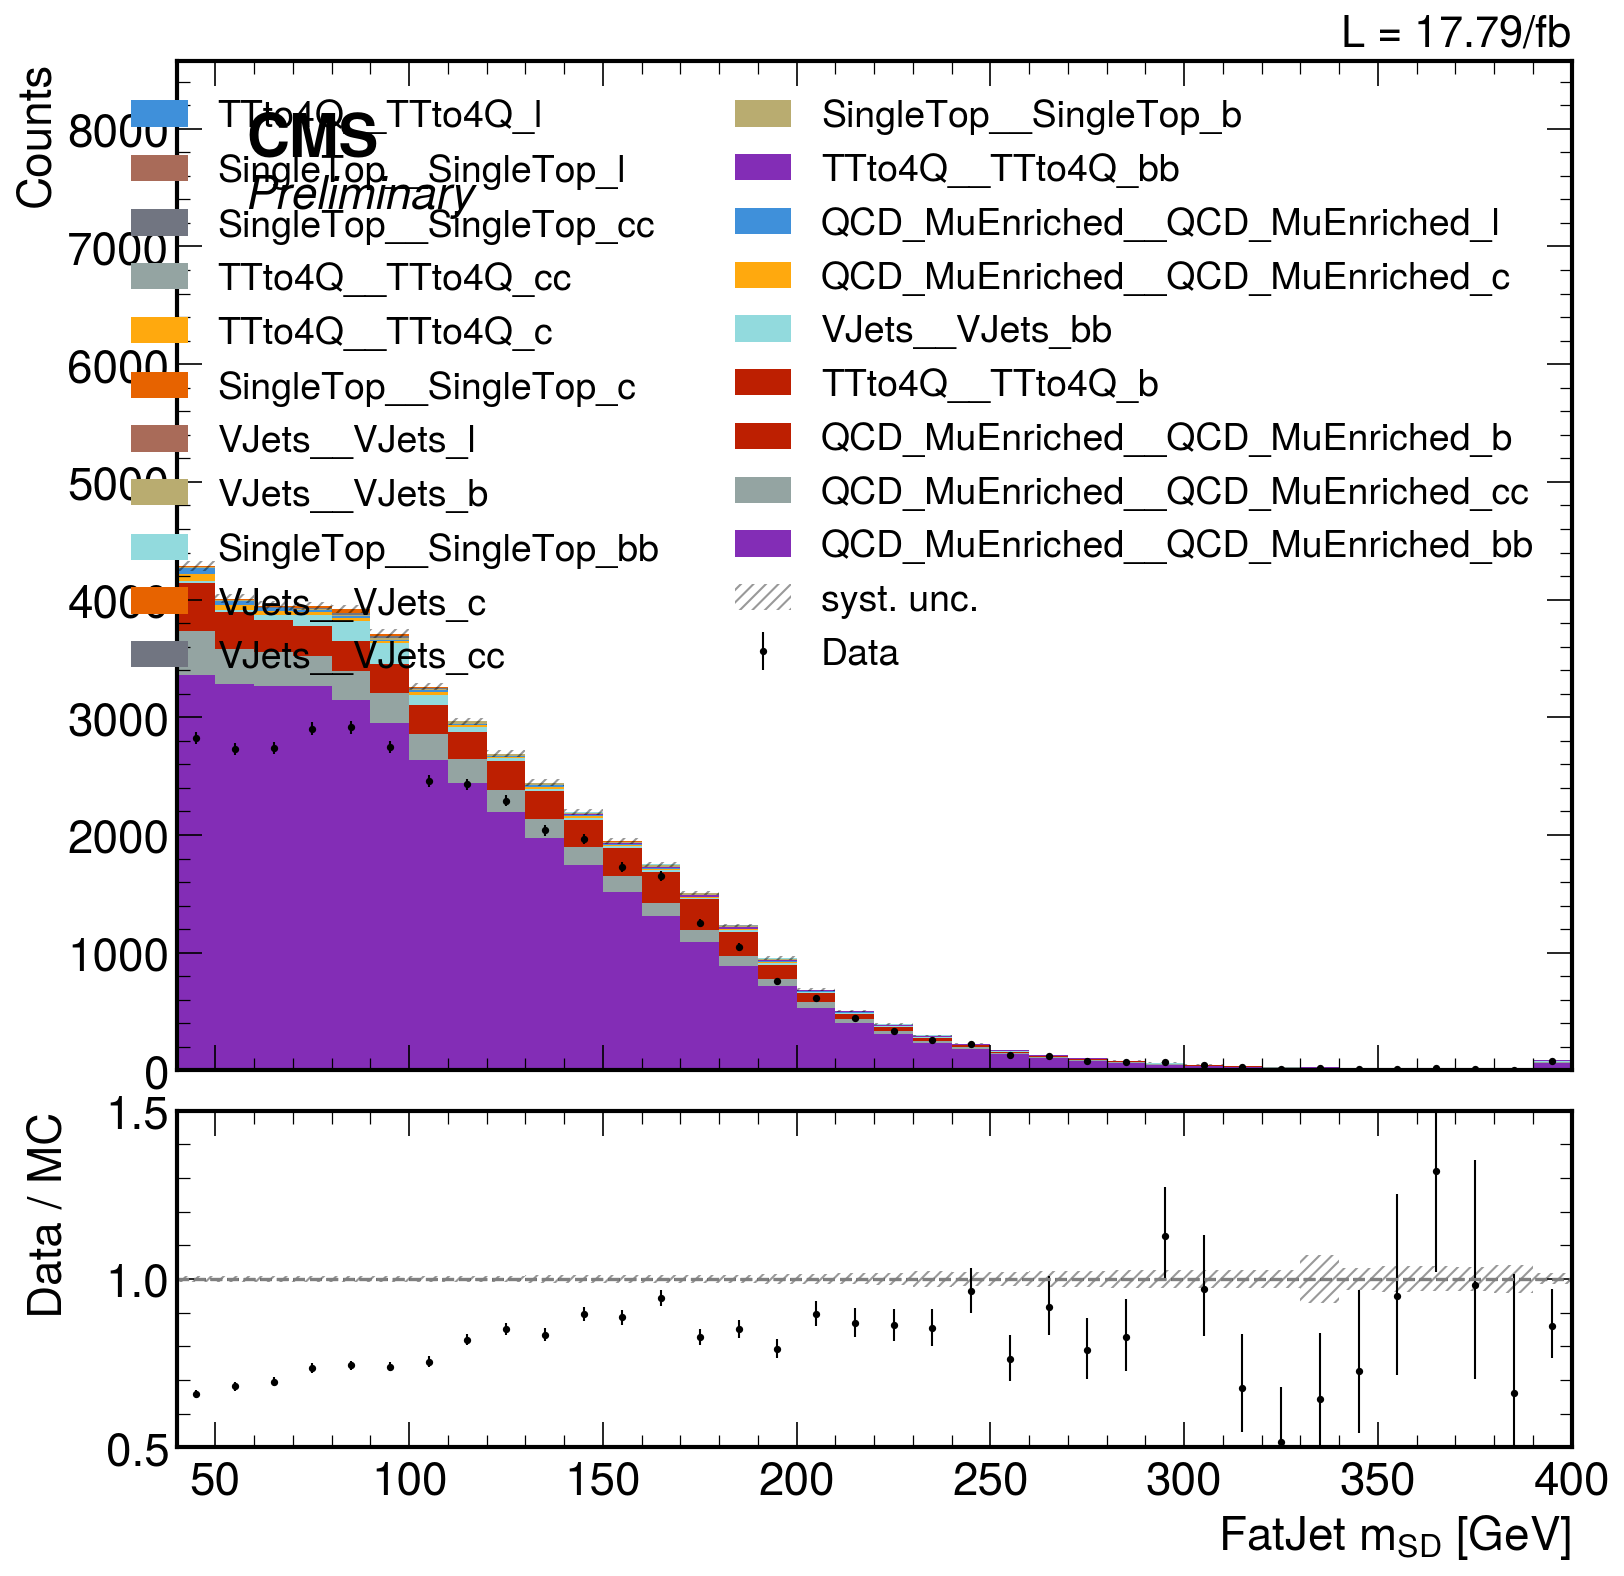 L = 17.79/fb
Counts
CMS
Preliminary
TTto4Q__TTto4Q_l
SingleTop__SingleTop_l
SingleTop__SingleTop_cc
TTto4Q__TTto4Q_cc
TTto4Q__TTto4Q_c
SingleTop__SingleTop_c
VJets__VJets_l
VJets__VJets_b
SingleTop__SingleTop_bb
VJets__VJets_c
VJets__VJets_cc
SingleTop__SingleTop_b
TTto4Q__TTto4Q_bb
QCD_MuEnriched__QCD_MuEnriched_l
QCD_MuEnriched__QCD_MuEnriched_c
VJets__VJets_bb
TTto4Q__TTto4Q_b
QCD_MuEnriched__QCD_MuEnriched_b
QCD_MuEnriched__QCD_MuEnriched_cc
QCD_MuEnriched__QCD_MuEnriched_bb
syst. unc.
Data
8000
7000
6000
5000
4000
3000
2000
1000
0
Data / MC
1.5
1.0
0.5
50 100 150 200 250 300 350 400
FatJet mSD [GeV]